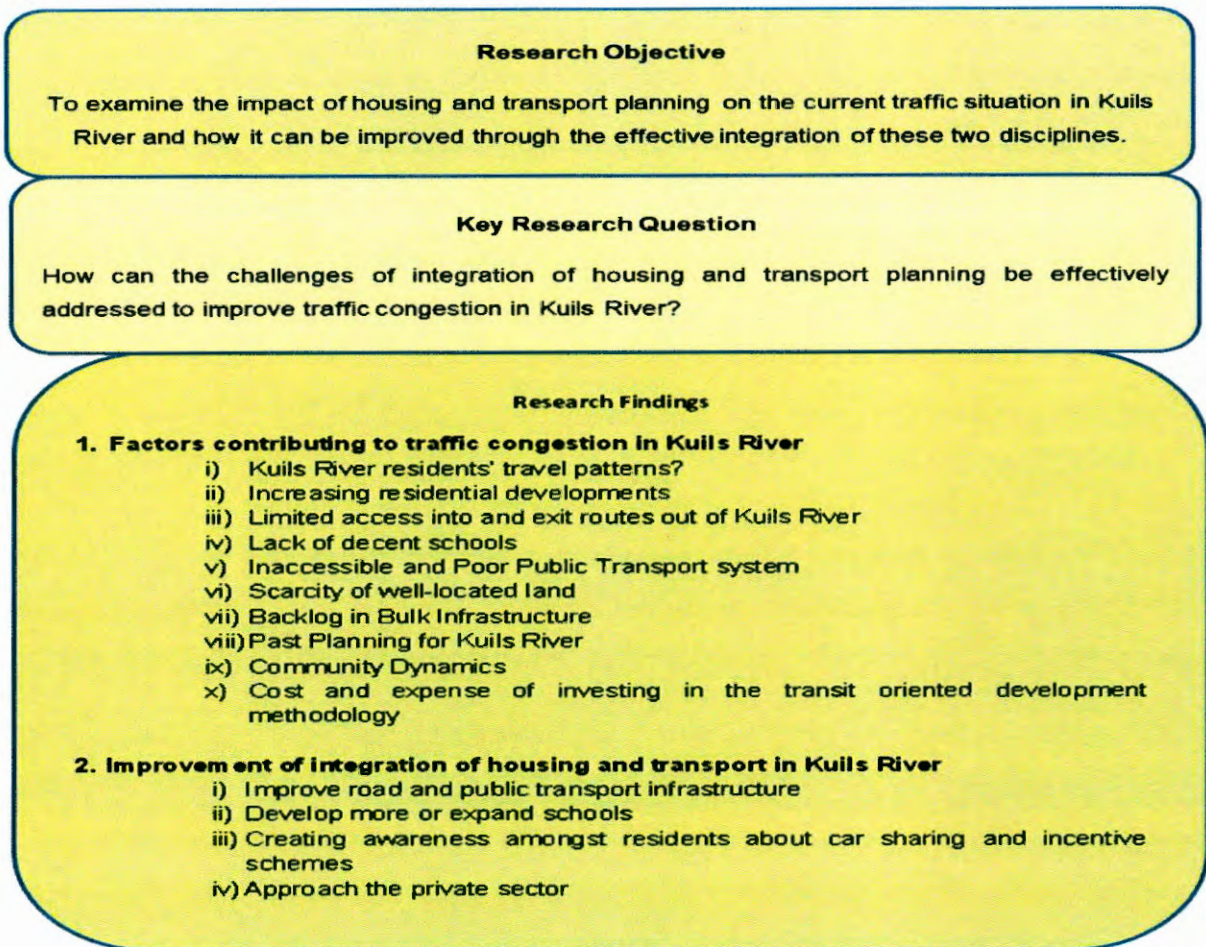 Research Objective
To examine the impact of housing and transport planning on the current traffic situation in Kuils
River and how it can be improved through the effective integration of these two disciplines.
Key Research Question
How can the challenges of integration of housing and transport planning be effectively
addressed to improve traffic congestion in Kuils River?
Research Findings
1. Factors contributing to traffic congestion in Kuils River
i) Kuils River residents' travel patterns?
ii) Increasing residential developments
iii) Limited access into and exit routes out of Kuils River
iv) Lack of decent schools
v) Inaccessible and Poor Public Transport system
vi) Scarcity of well-located land
vii) Backlog in Bulk Infrastructure
viii) Past Planning for Kuils River
ix) Community Dynamics
x) Cost and expense of investing in the transit oriented development
methodology
2. Improvement of integration of housing and transport in Kuils River
i) Improve road and public transport infrastructure
ii) Develop more or expand schools
iii) Creating awareness amongst residents about car sharing and incentive
schemes
iv) Approach the private sector